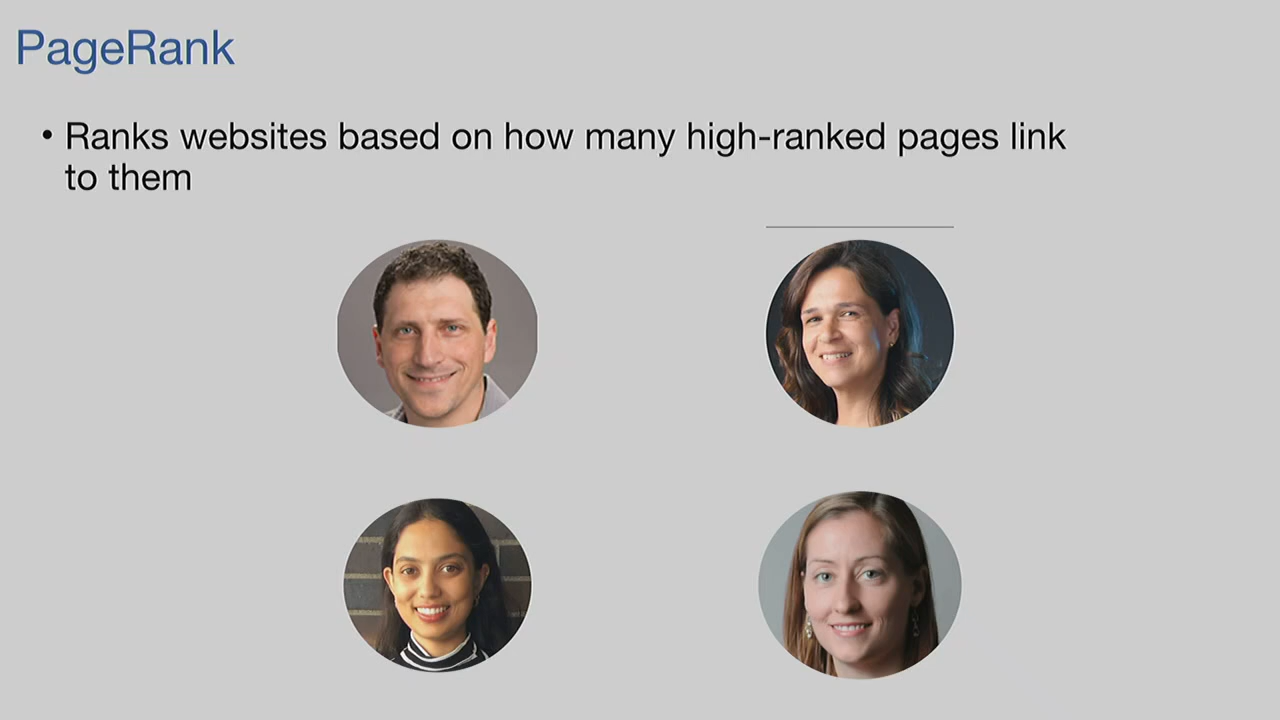 PageRank
• Ranks websites based on how many high-ranked pages link
to them